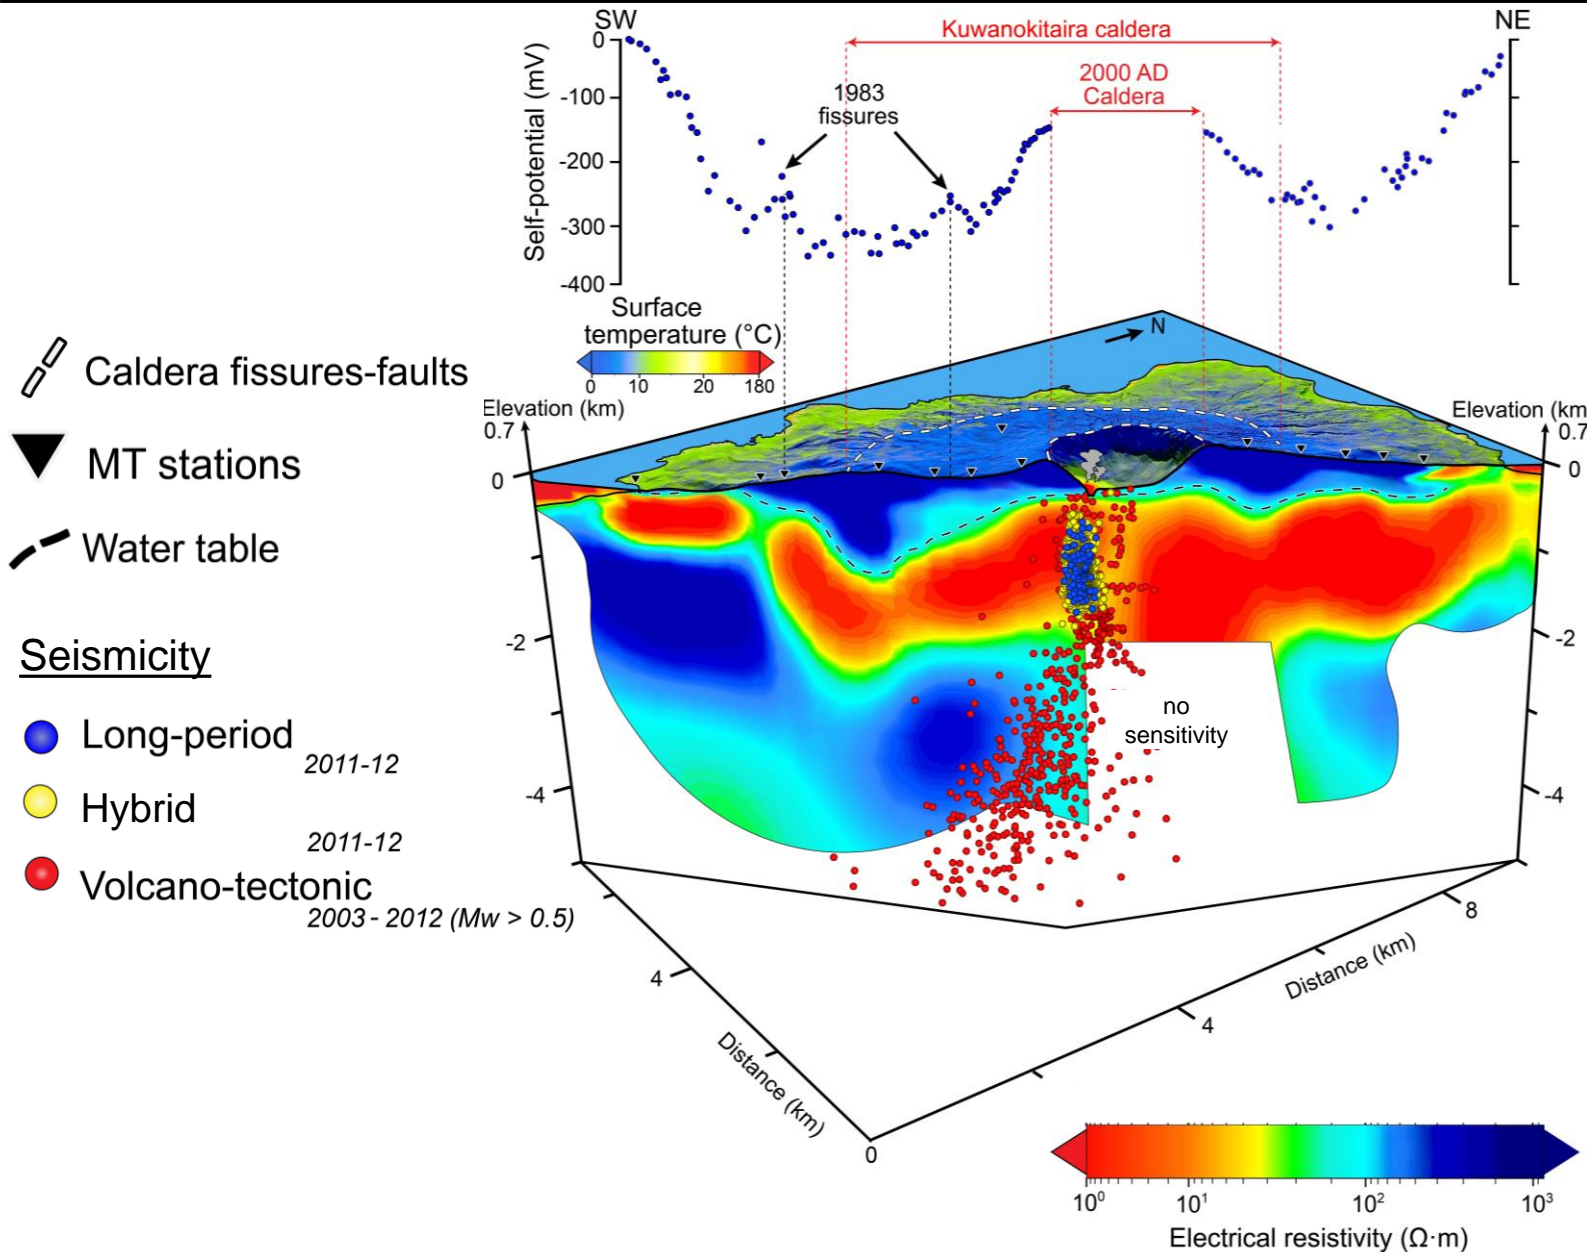 SW
NE
Kuwanokitaira caldera
2000 AD
Caldera
1983
fissures
Self-potential (mV)
0
-100
-200
-300
-400
Surface
temperature (°C)
0 10 20 180
N
Caldera fissures-faults
MT stations
Water table
Seismicity
Long-period
2011-12
Hybrid
2011-12
Volcano-tectonic
2003 - 2012 (Mw > 0.5)
Elevation (km)
0.7
0
-2
-4
Elevation (km
0.7
0
-2
-4
no
sensitivity
4
Distance (km)
0
4
Distance (km)
8
10⁰ 10¹ 10² 10³
Electrical resistivity (Ω·m)